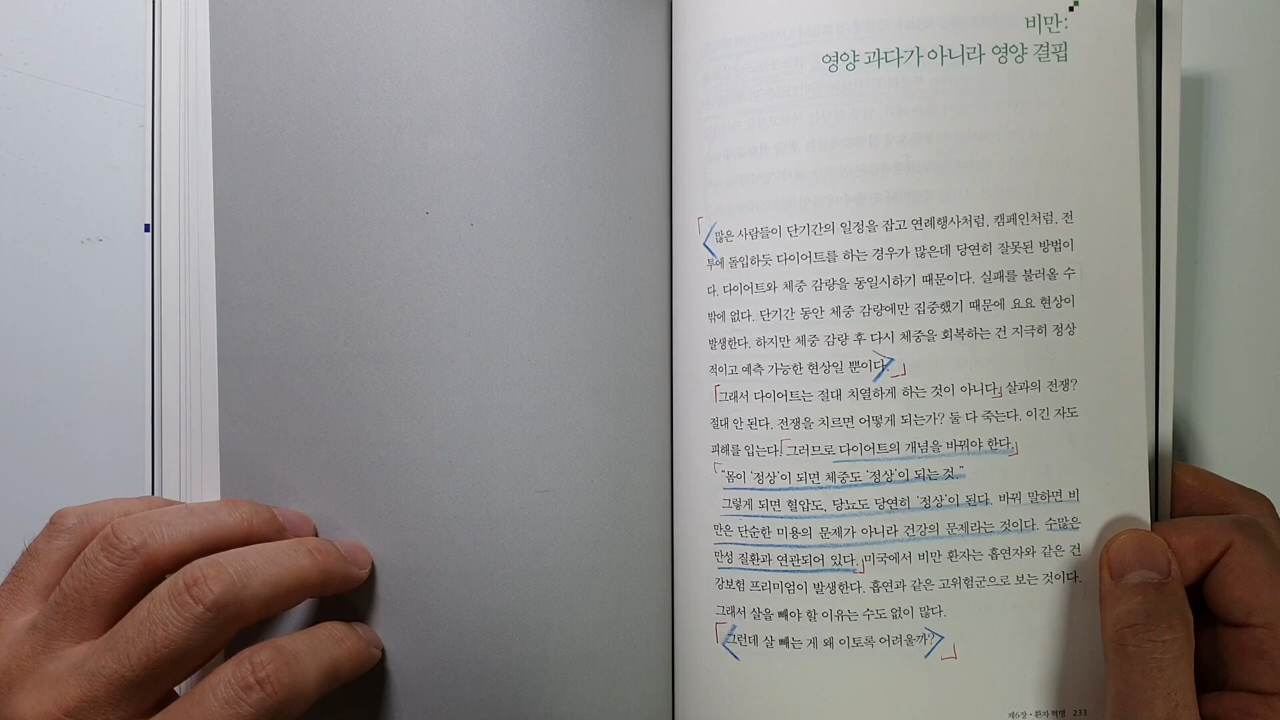 비만:
영양 과다가 아니라 영양 결핍
많은 사람들이 단기간의 일정을 잡고 연례행사처럼, 캠페인처럼, 전
투에 돌입하듯 다이어트를 하는 경우가 많은데 당연히 잘못된 방법이
다. 다이어트와 체중 감량을 동일시하기 때문이다. 실패를 불러올 수
밖에 없다. 단기간 동안 체중 감량에만 집중했기 때문에 요요 현상이
발생한다. 하지만 체중 감량 후 다시 체중을 회복하는 건 지극히 정상
적이고 예측 가능한 현상일 뿐이다.
그래서 다이어트는 절대 치열하게 하는 것이 아니다. 살과의 전쟁?
절대 안 된다. 전쟁을 치르면 어떻게 되는가? 둘 다 죽는다. 이긴 자도
피해를 입는다. 그러므로 다이어트의 개념을 바꿔야 한다.
“몸이 ‘정상’이 되면 체중도 ‘정상’이 되는 것.”
그렇게 되면 혈압도, 당뇨도 당연히 ‘정상’이 된다. 바꿔 말하면 비
만은 단순한 미용의 문제가 아니라 건강의 문제라는 것이다. 수많은
만성 질환과 연관되어 있다. 미국에서 비만 환자는 흡연자와 같은 건
강보험 프리미엄이 발생한다. 흡연과 같은 고위험군으로 보는 것이다.
그래서 살을 빼야 할 이유는 수도 없이 많다.
그런데 살 빼는 게 왜 이토록 어려울까?
제6장 • 환자 혁명 233